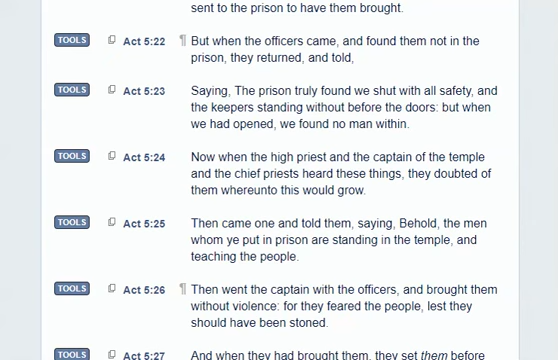 sent to the prison to have them brought.
TOOLS Act 5:22 ¶ But when the officers came, and found them not in the
prison, they returned, and told,
TOOLS Act 5:23 Saying, The prison truly found we shut with all safety, and
the keepers standing without before the doors: but when
we had opened, we found no man within.
TOOLS Act 5:24 Now when the high priest and the captain of the temple
and the chief priests heard these things, they doubted of
them whereunto this would grow.
TOOLS Act 5:25 Then came one and told them, saying, Behold, the men
whom ye put in prison are standing in the temple, and
teaching the people.
TOOLS Act 5:26 ¶ Then went the captain with the officers, and brought them
without violence: for they feared the people, lest they
should have been stoned.
TOOLS Act 5:27 And when they had brought them, they set them before